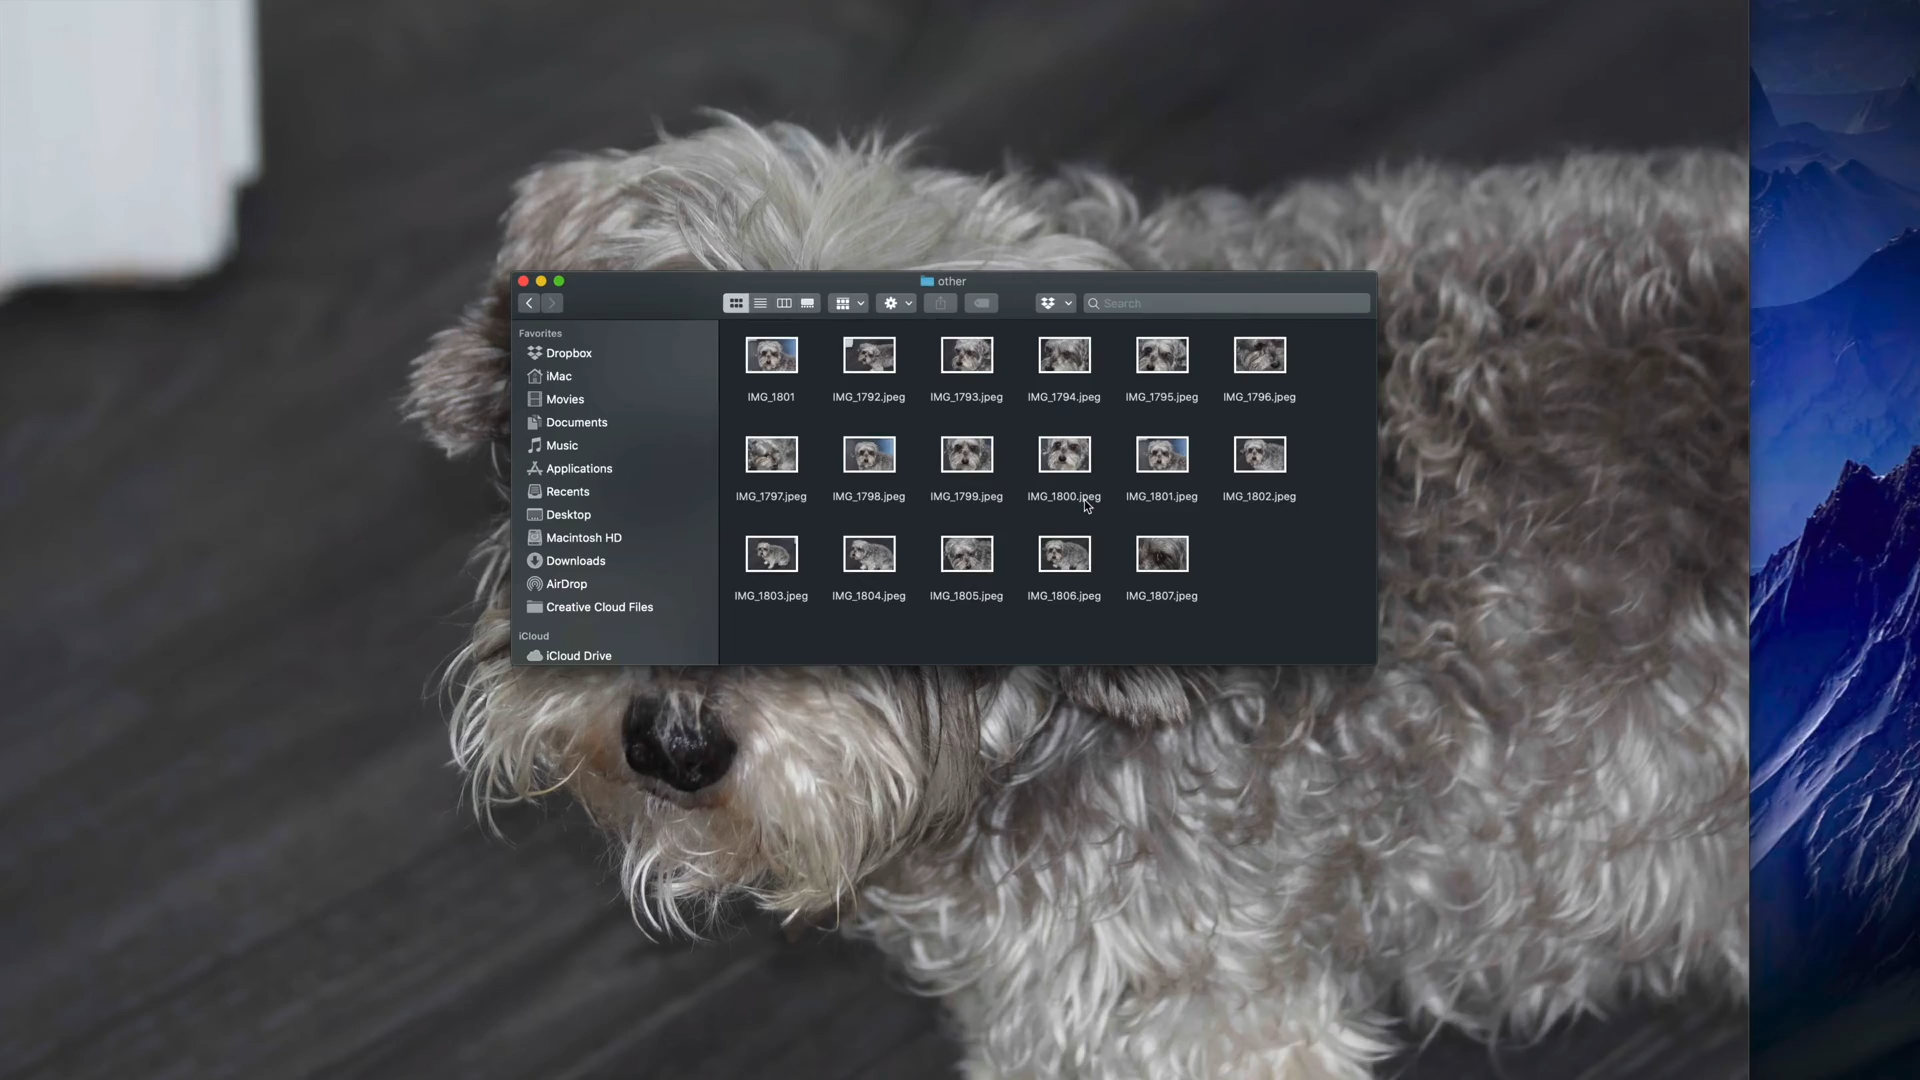 other
Search
Favorites
Dropbox
iMac
Movies
Documents
Music
Applications
Recents
Desktop
Macintosh HD
Downloads
AirDrop
Creative Cloud Files
iCloud
iCloud Drive
IMG_1801 IMG_1792.jpeg IMG_1793.jpeg IMG_1794.jpeg IMG_1795.jpeg IMG_1796.jpeg
IMG_1797.jpeg IMG_1798.jpeg IMG_1799.jpeg IMG_1800.jpeg IMG_1801.jpeg IMG_1802.jpeg
IMG_1803.jpeg IMG_1804.jpeg IMG_1805.jpeg IMG_1806.jpeg IMG_1807.jpeg